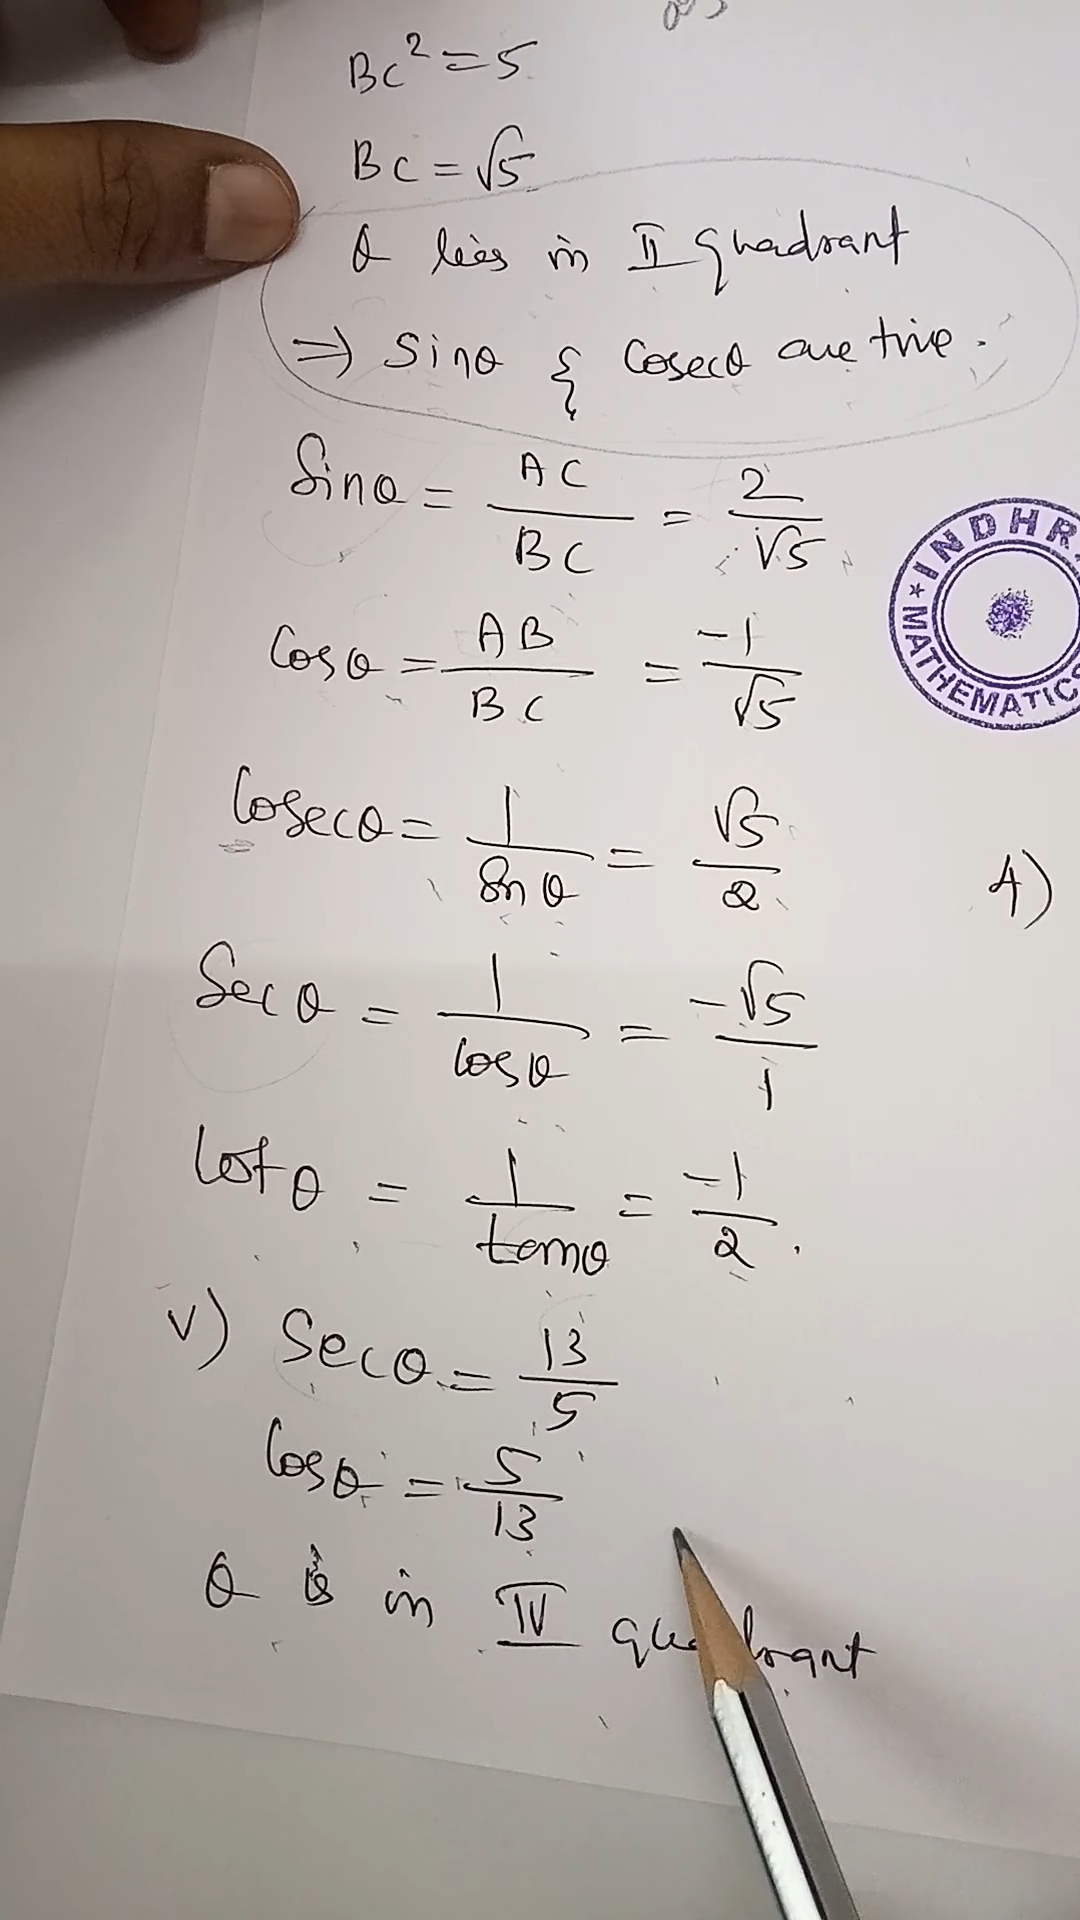 BC² = 5
BC = √5
θ lies in II quadrant
⇒ Sinθ & Cosecθ are +ive.
Sinθ = AC/BC = 2/√5
Cosθ = AB/BC = -1/√5
Cosecθ = 1/Sinθ = √5/2
4)
Secθ = 1/Cosθ = -√5/1
Cotθ = 1/tanθ = -1/2.
v) Secθ = 13/5
Cosθ = 5/13
θ is in IV quadrant
INDHR
MATHEMATICS